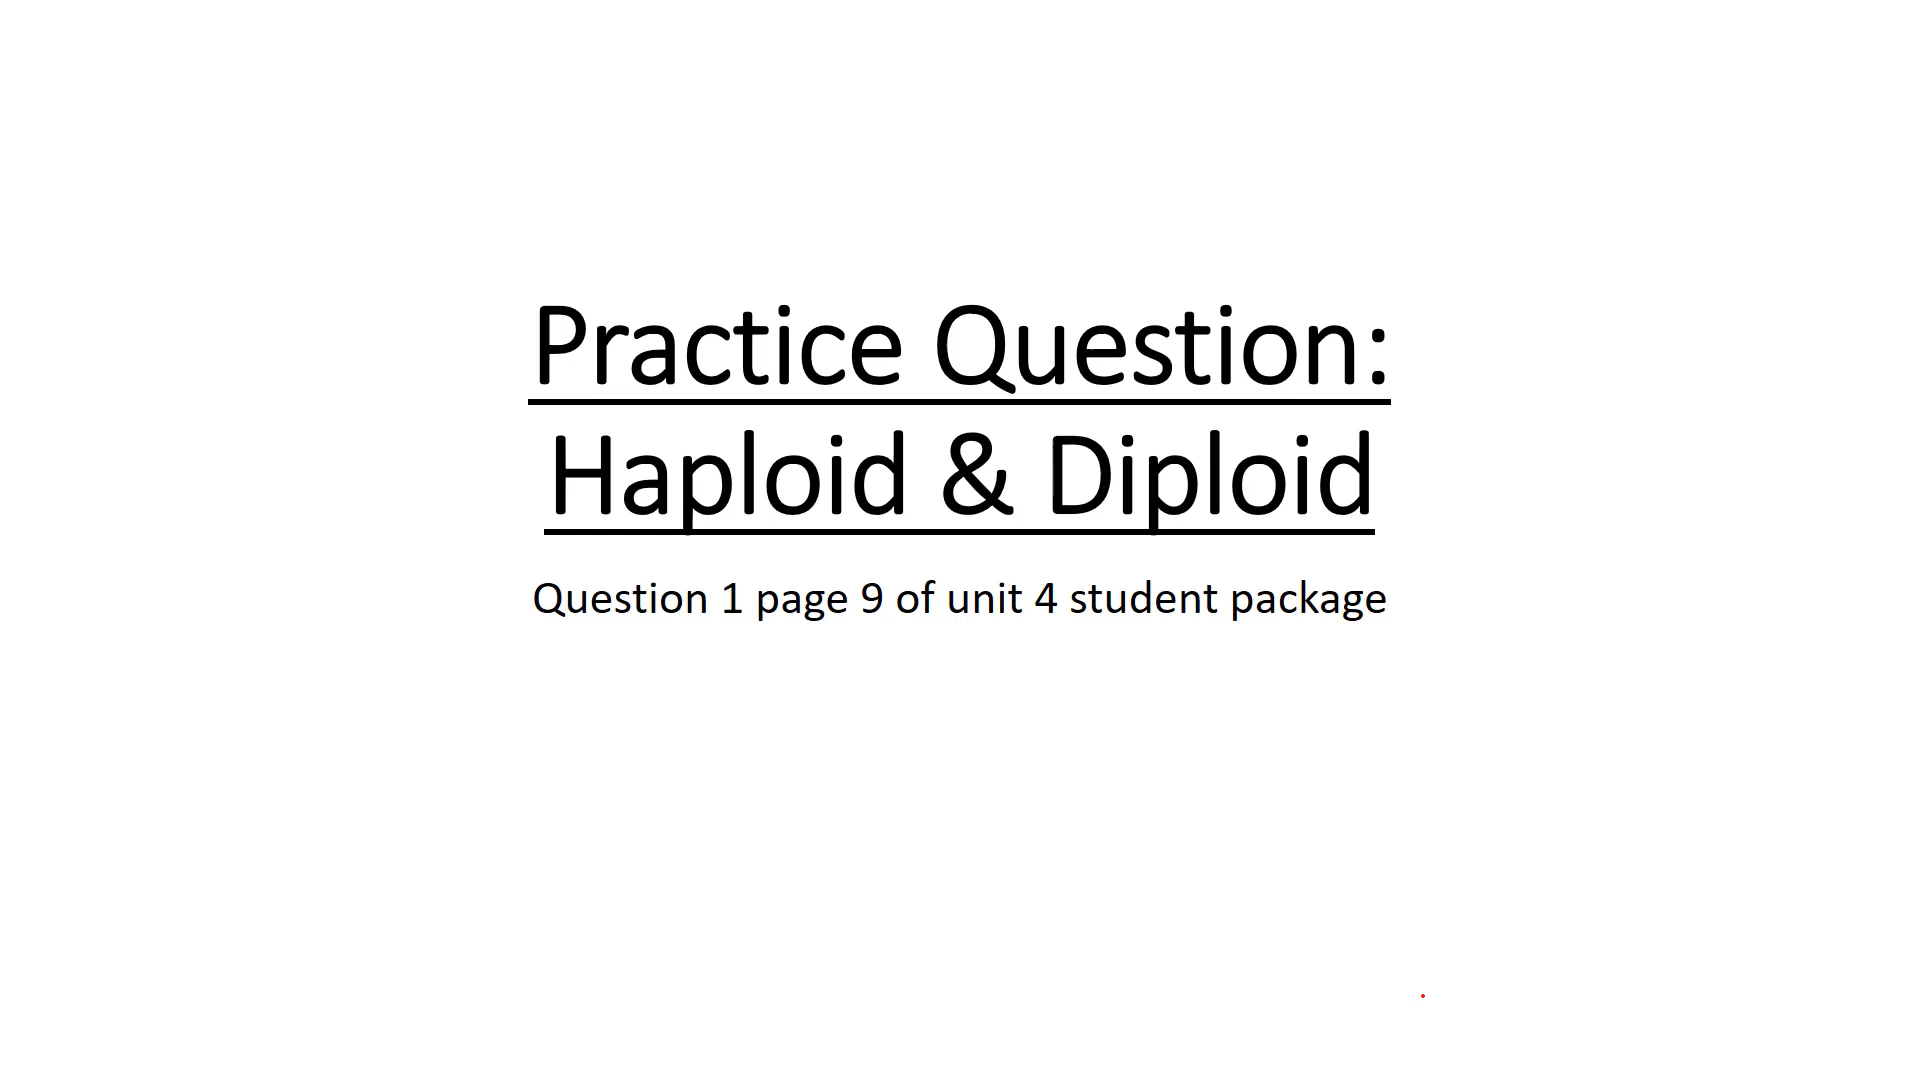 Practice Question:
Haploid & Diploid
Question 1 page 9 of unit 4 student package